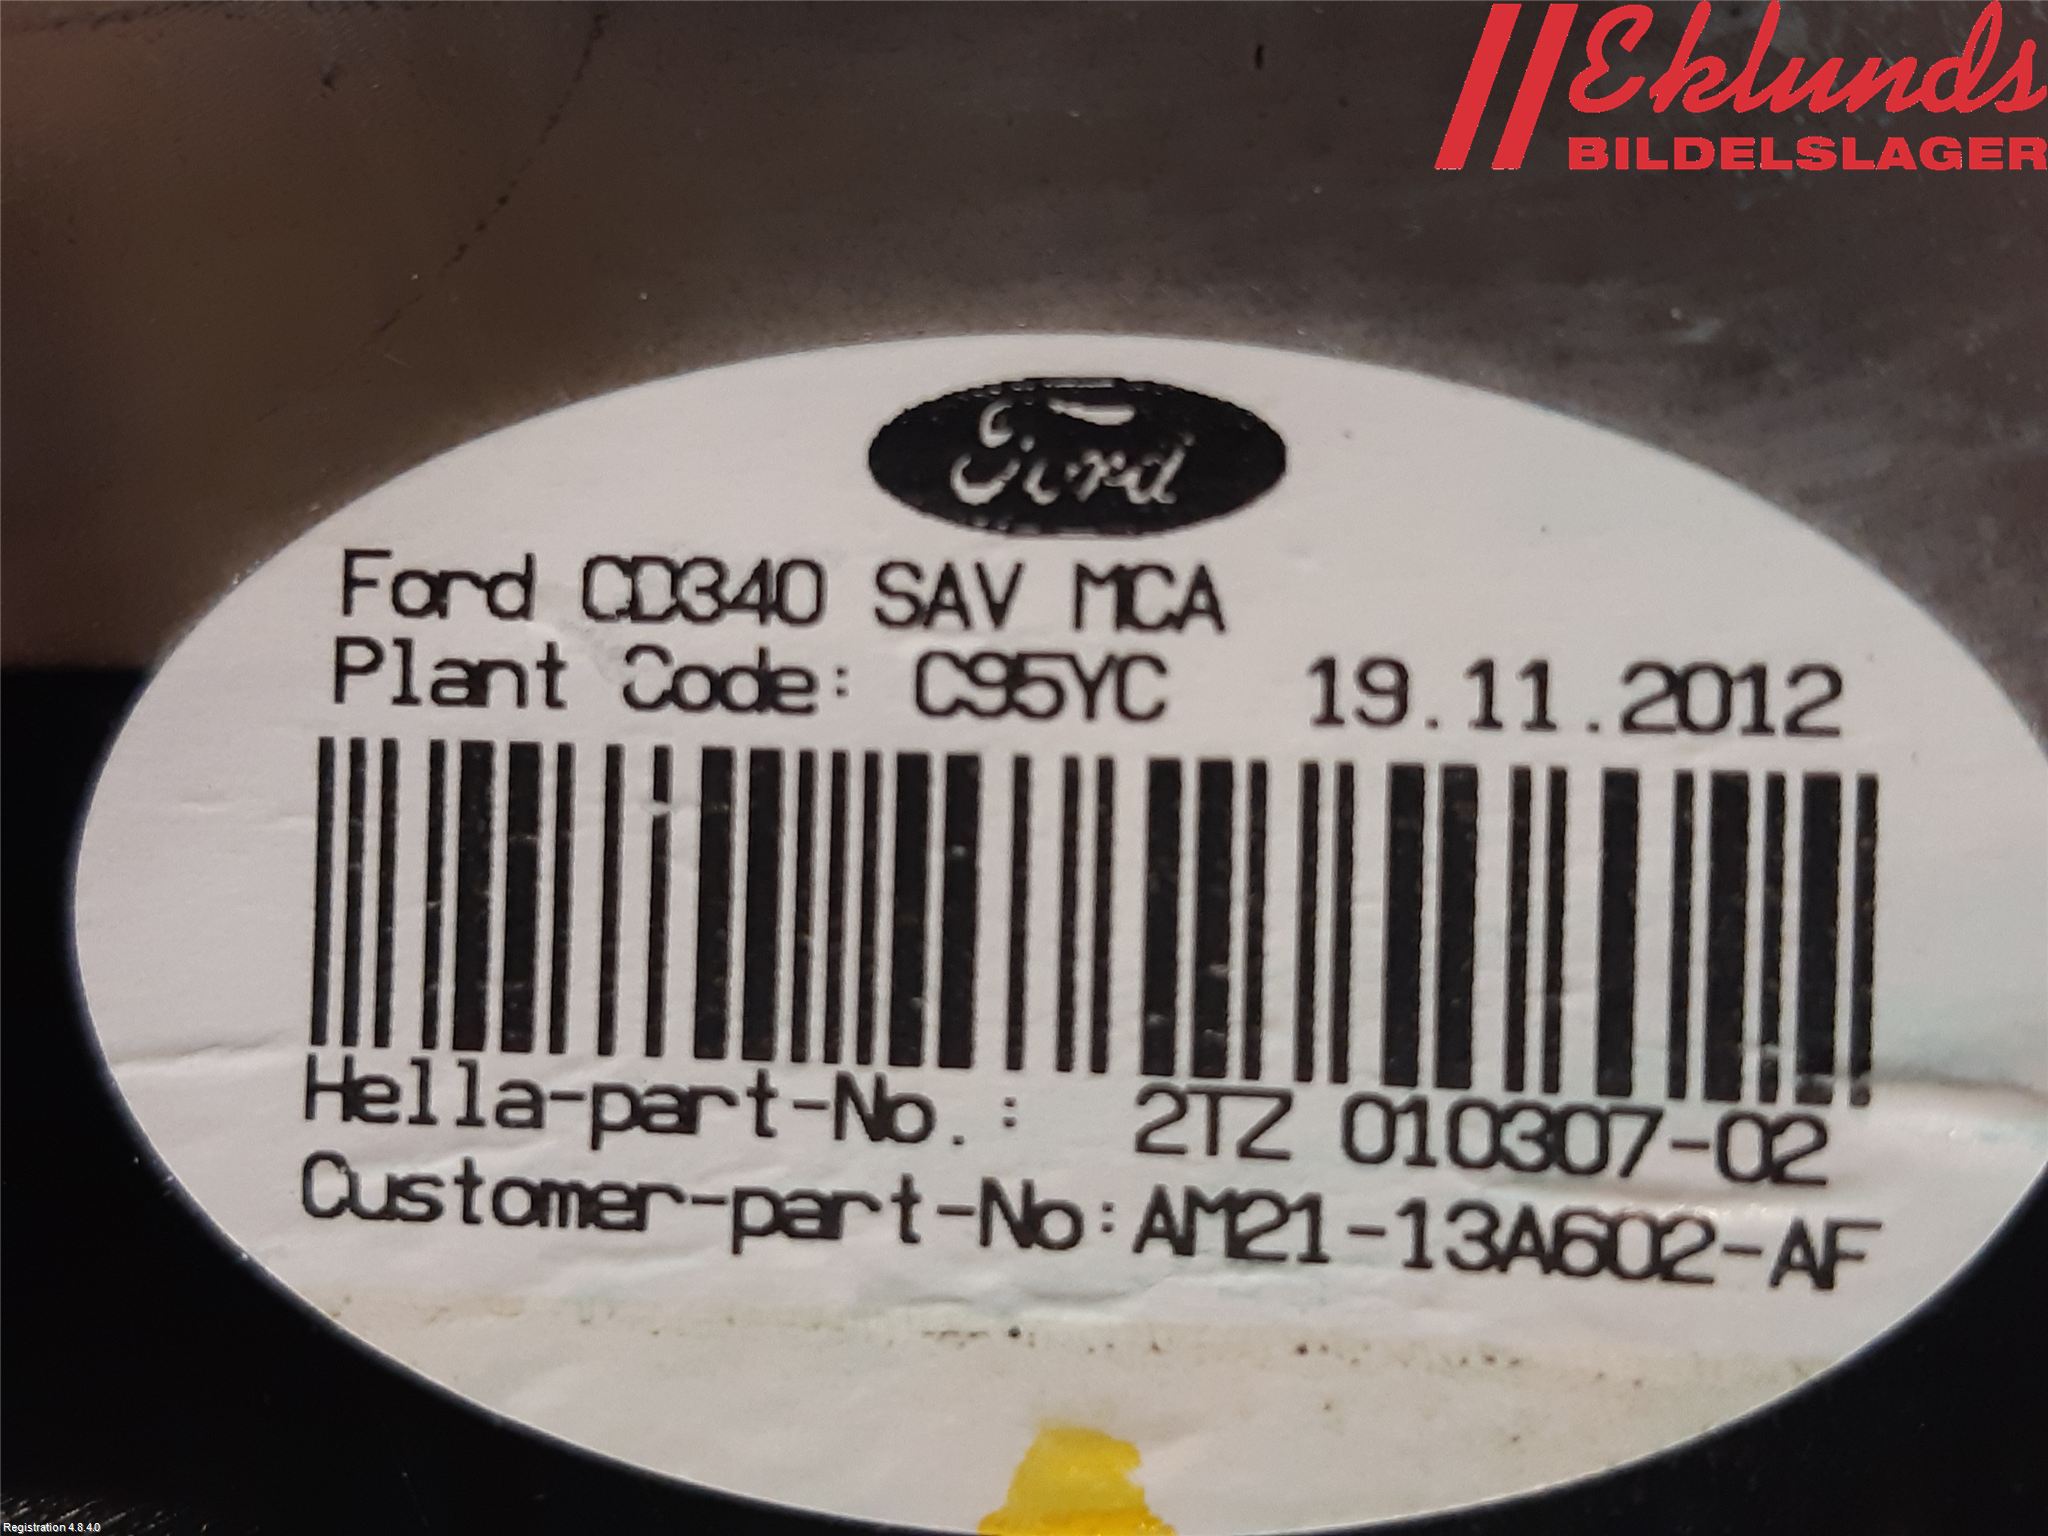 Eklunds
BILDELSLAGER
Ford
Ford CD340 SAV MCA
Plant Code: C95YC 19.11.2012
Hella-part-No.: 2TZ 010307-02
Customer-part-No:AM21-13A602-AF
Registration 4.8.4.0